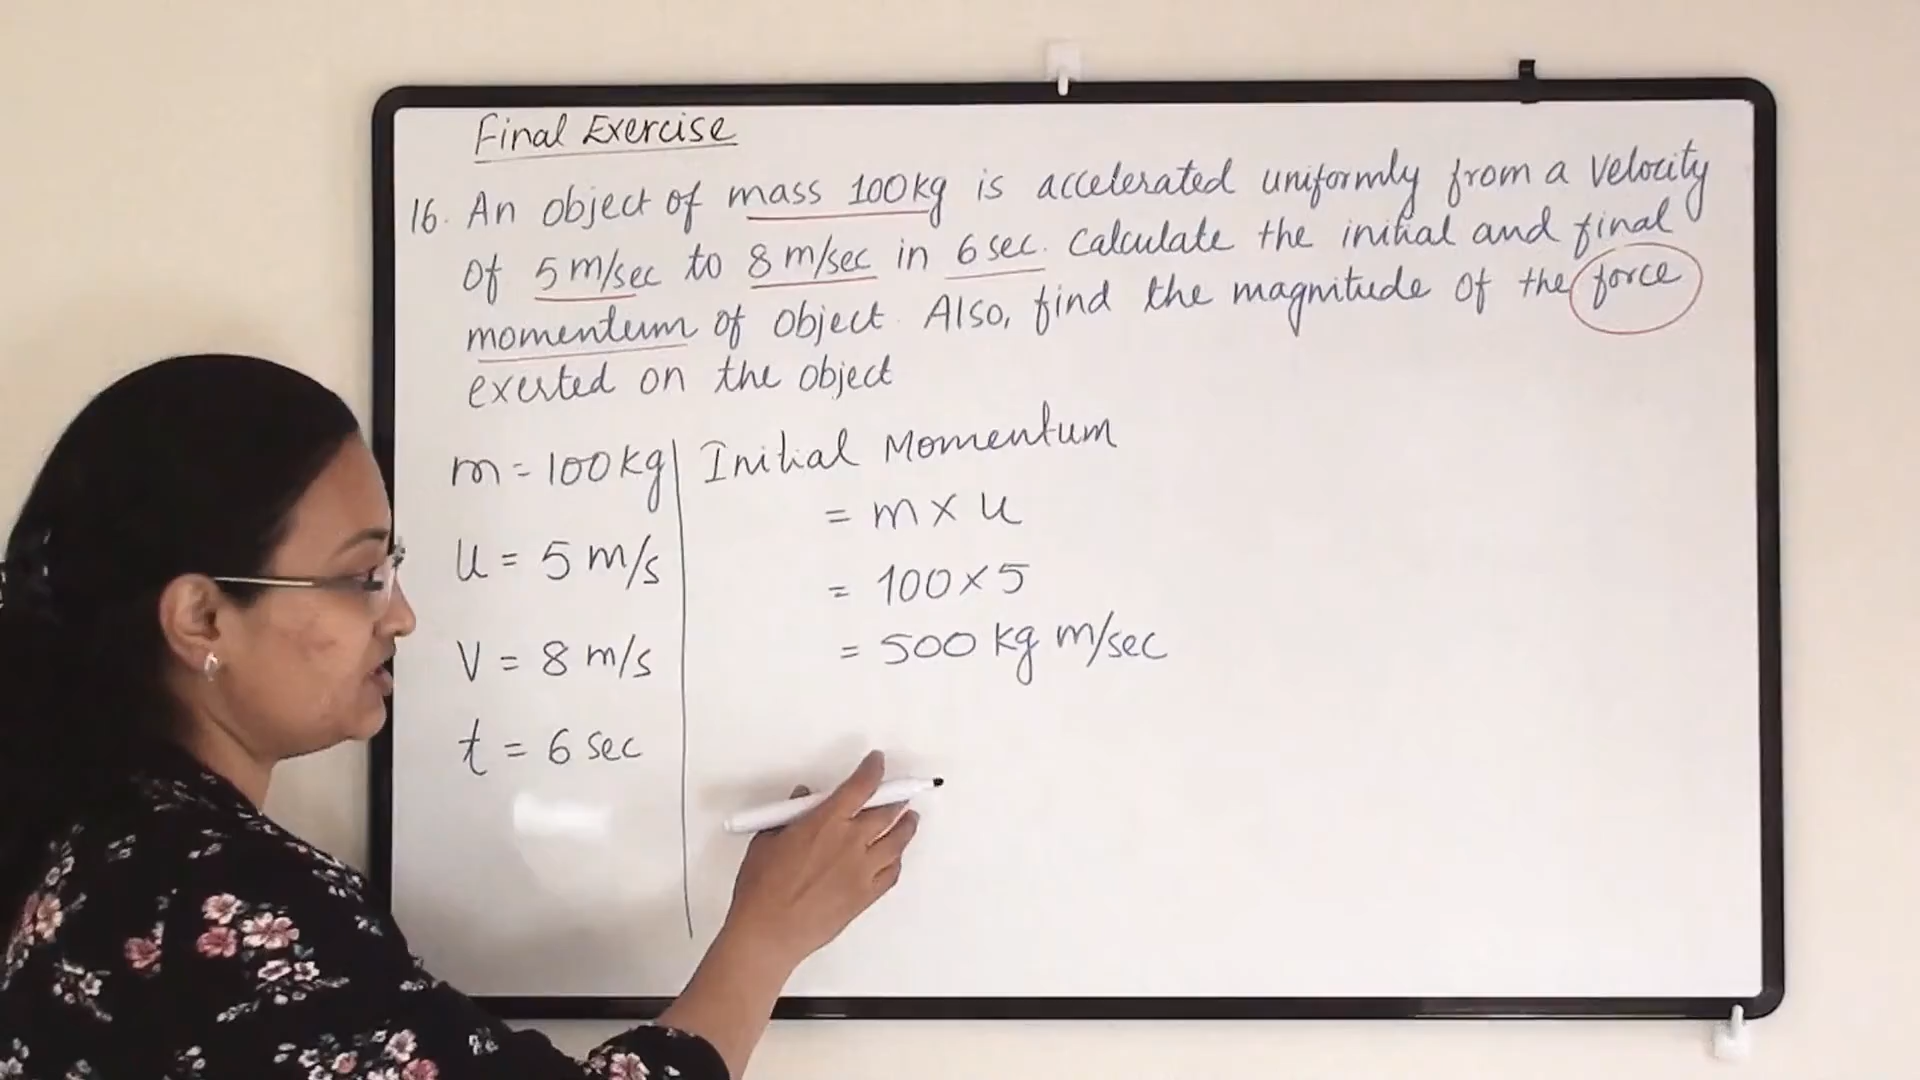 Final Exercise
16. An object of mass 100kg is accelerated uniformly from a velocity
of 5 m/sec to 8 m/sec in 6 sec. Calculate the initial and final
momentum of object. Also, find the magnitude of the force
exerted on the object
m = 100 kg
u = 5 m/s
V = 8 m/s
t = 6 sec
Initial Momentum
= m × u
= 100 × 5
= 500 kg m/sec